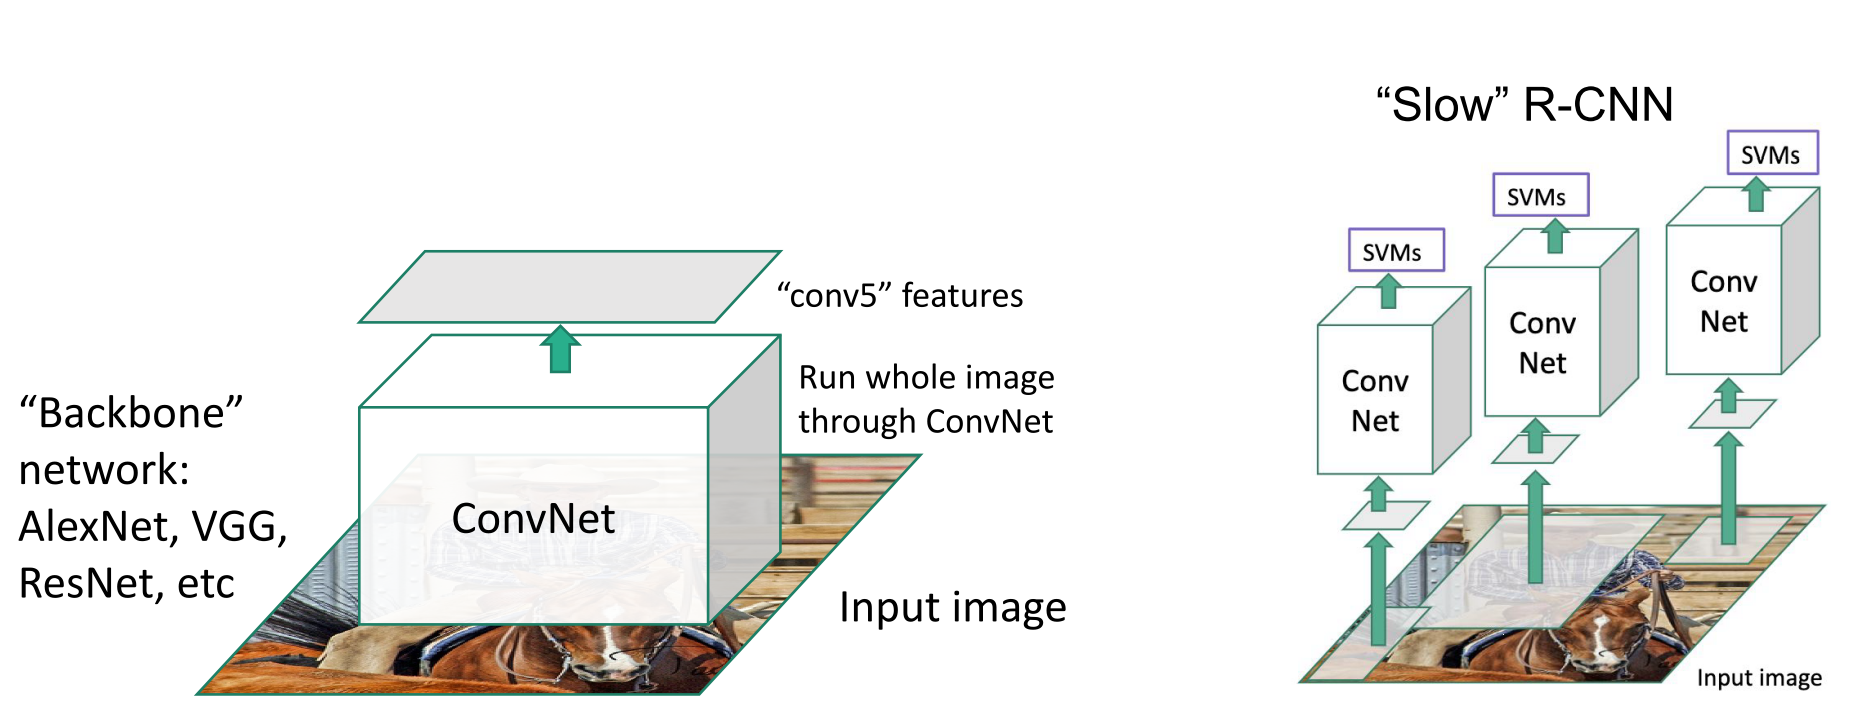 “Slow” R-CNN
“conv5” features
Run whole image
through ConvNet
“Backbone”
network:
AlexNet, VGG,
ResNet, etc
ConvNet
Input image
SVMs
SVMs
SVMs
Conv
Net
Conv
Net
Conv
Net
Input image